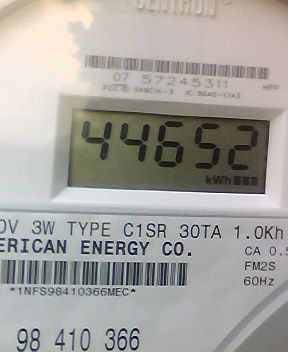 CENTRON®
07 57245311
44652
kWh
0V 3W TYPE C1SR 30TA 1.0Kh
ERICAN ENERGY CO.
CA 0.5
FM2S
60Hz
*1NFS98410366MEC*
98 410 366